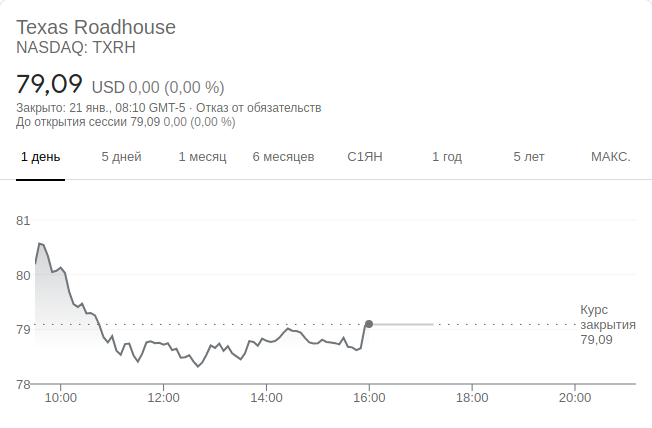 Texas Roadhouse
NASDAQ: TXRH
79,09 USD 0,00 (0,00 %)
Закрыто: 21 янв., 08:10 GMT-5 · Отказ от обязательств
До открытия сессии 79,09 0,00 (0,00 %)
1 день 5 дней 1 месяц 6 месяцев С1ЯН 1 год 5 лет МАКС.
81
80
79
78
Курс
закрытия
79,09
10:00 12:00 14:00 16:00 18:00 20:00